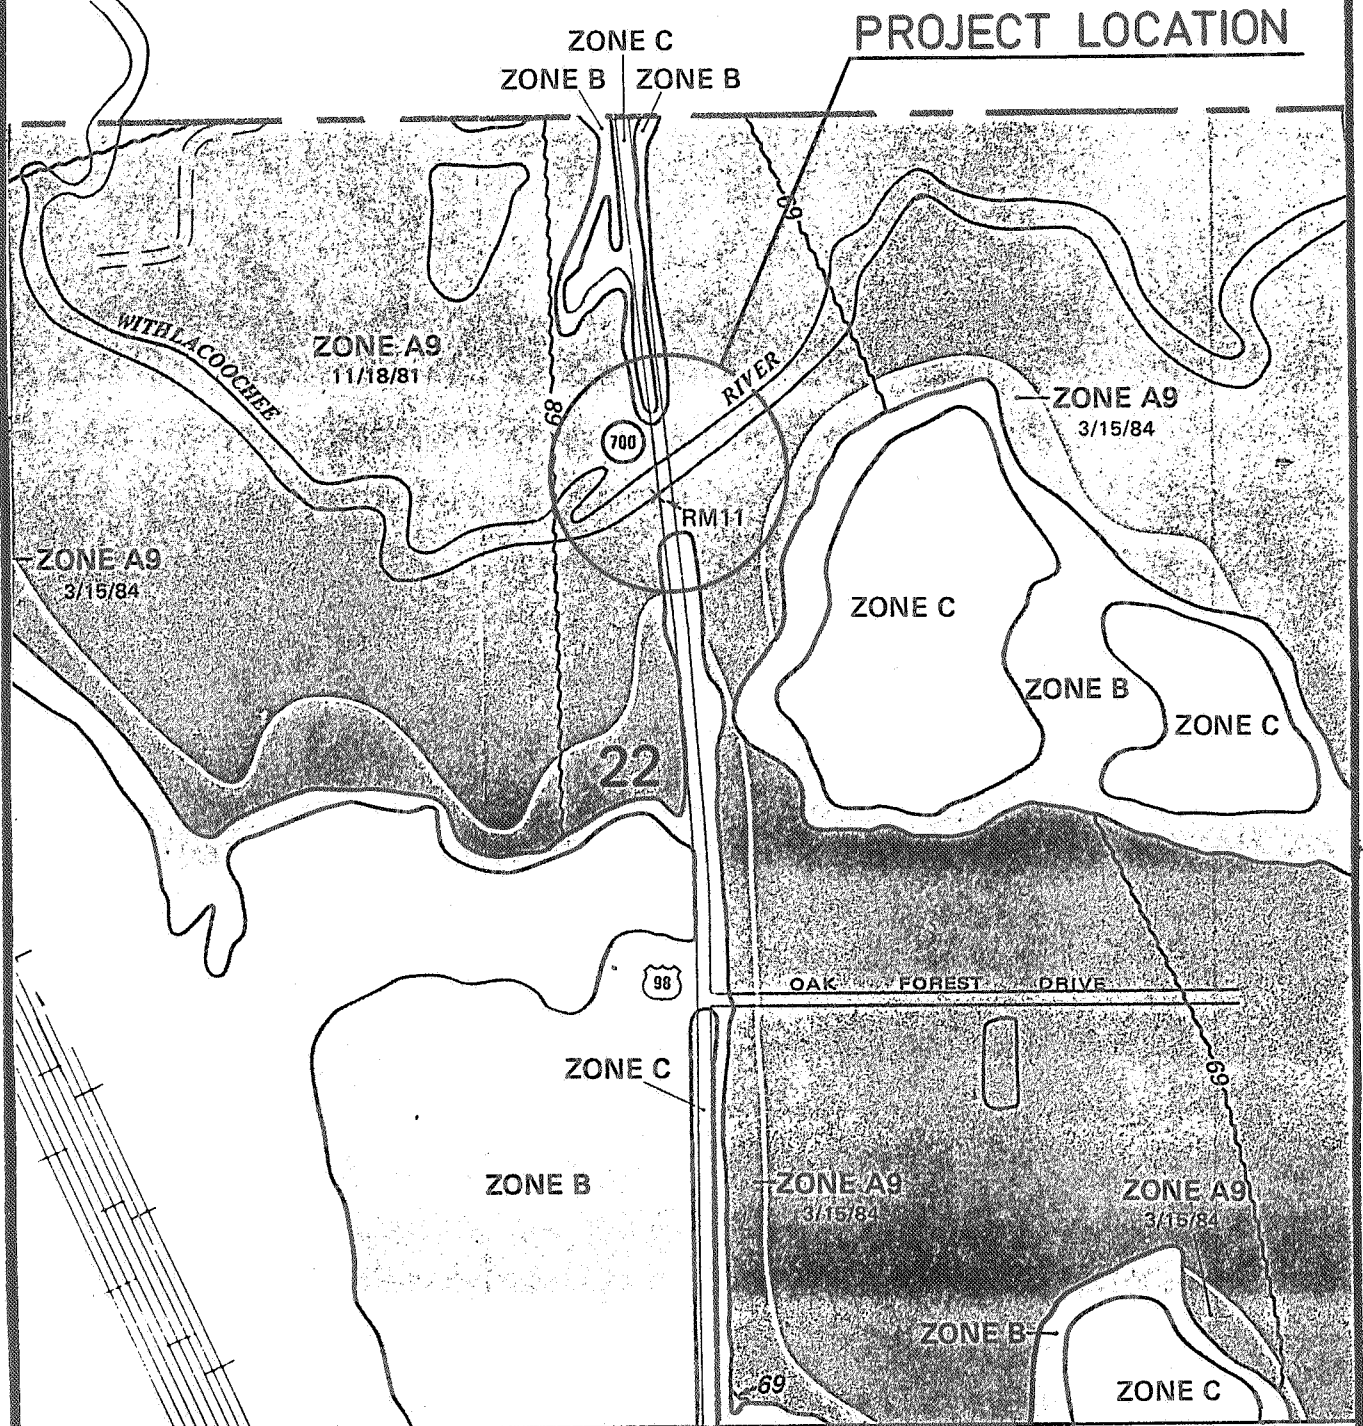 PROJECT LOCATION
ZONE C
ZONE B
ZONE B
WITHLACOOCHEE
ZONE A9
11/18/81
RIVER
ZONE A9
3/15/84
700
RM11
ZONE A9
3/15/84
ZONE C
ZONE B
ZONE C
22
98
OAK FOREST DRIVE
ZONE C
69
ZONE B
ZONE A9
3/15/84
ZONE A9
3/15/84
ZONE B
ZONE C
69